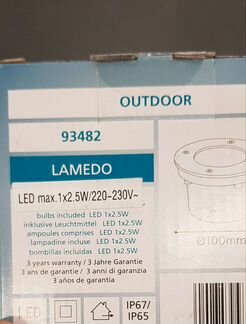 OUTDOOR
93482
LAMEDO
LED max.1x2.5W/220-230V~
bulbs included LED 1x2.5W
inklusive Leuchtmittel LED 1x2.5W
ampoules comprises LED 1x2.5W
lampadine incluse LED 1x2.5W
bombillas incluidas LED 1x2.5W
3 years warranty / 3 Jahre Garantie
3 ans de garantie / 3 anni di garanzia
3 años de garantía
Ø100mm
LED
IP67/
IP65